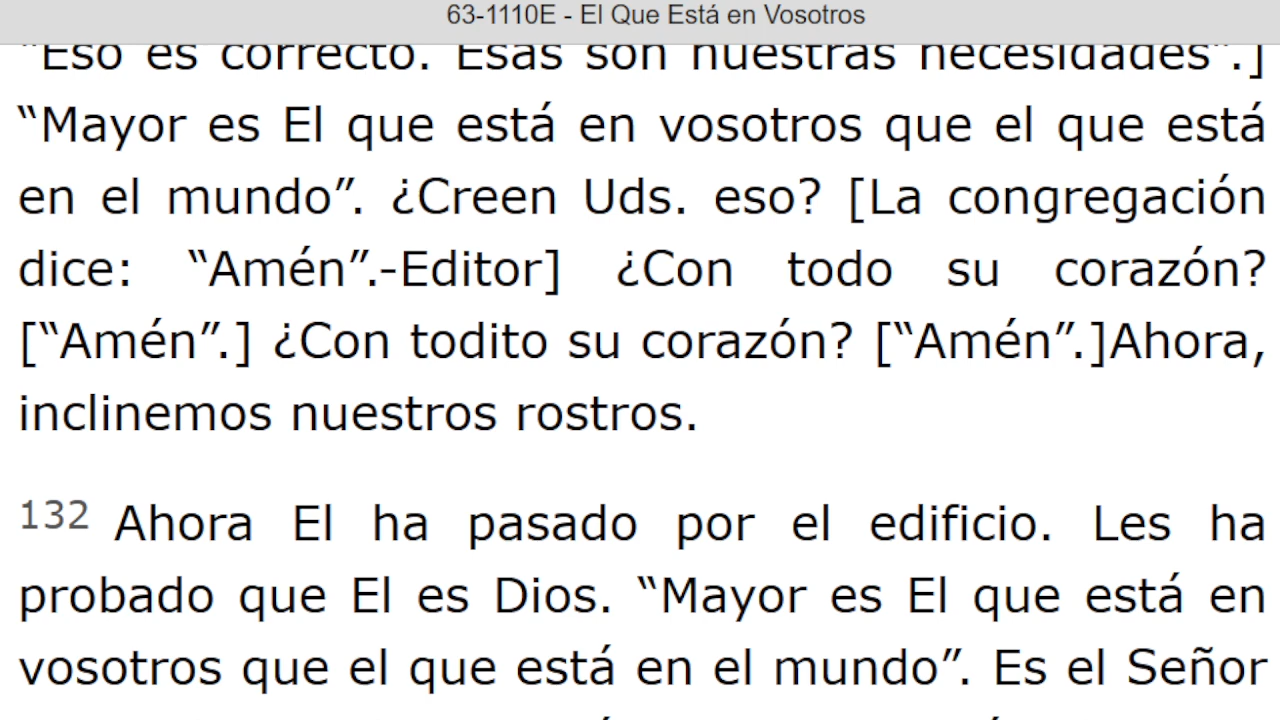 63-1110E - El Que Está en Vosotros
“Eso es correcto. Esas son nuestras necesidades”.]
“Mayor es El que está en vosotros que el que está
en el mundo”. ¿Creen Uds. eso? [La congregación
dice: “Amén”.-Editor] ¿Con todo su corazón?
[“Amén”.] ¿Con todito su corazón? [“Amén”.]Ahora,
inclinemos nuestros rostros.
132 Ahora El ha pasado por el edificio. Les ha
probado que El es Dios. “Mayor es El que está en
vosotros que el que está en el mundo”. Es el Señor